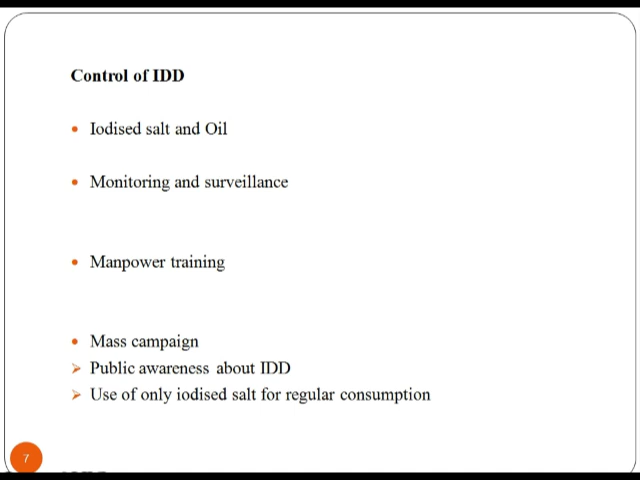 Control of IDD
• Iodised salt and Oil
• Monitoring and surveillance
• Manpower training
• Mass campaign
➢ Public awareness about IDD
➢ Use of only iodised salt for regular consumption
7